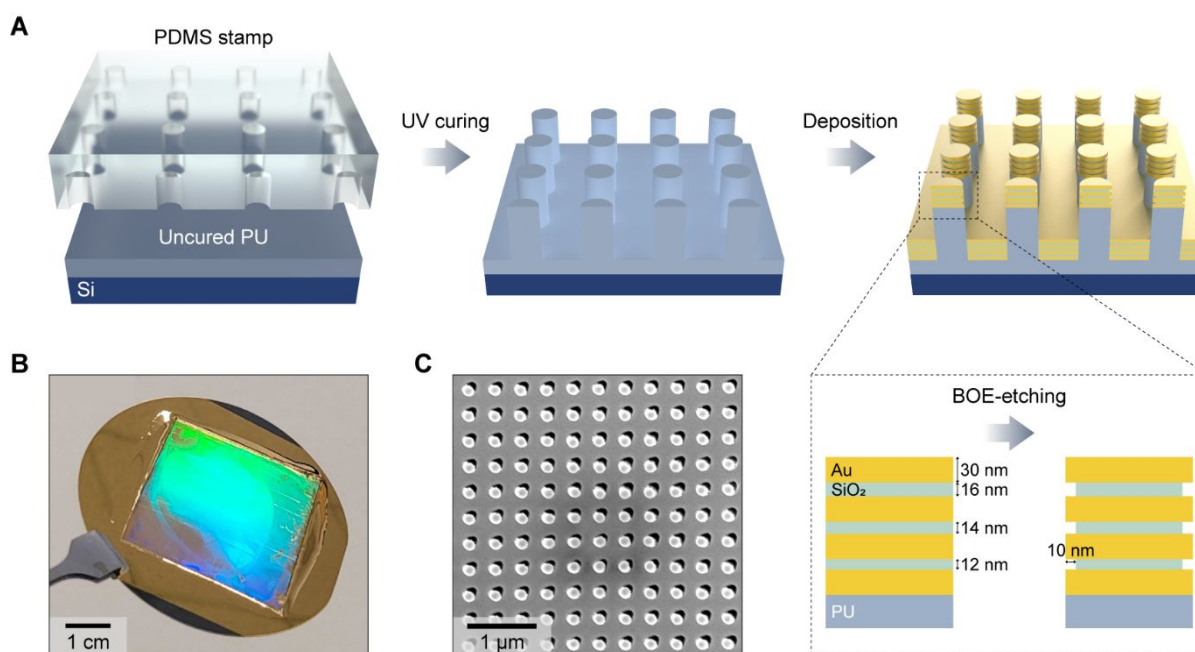 A
PDMS stamp
UV curing
Deposition
Uncured PU
Si
B
C
BOE-etching
Au
30 nm
SiO₂
16 nm
14 nm
10 nm
12 nm
PU
1 cm
1 µm